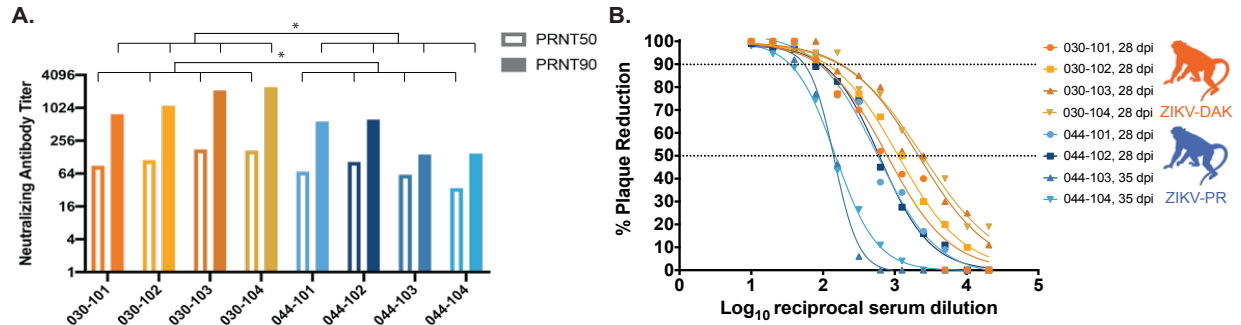 A.
*
*
PRNT50
PRNT90
Neutralizing Antibody Titer
4096
1024
256
64
16
4
1
030-101
030-102
030-103
030-104
044-101
044-102
044-103
044-104
B.
% Plaque Reduction
100
90
80
70
60
50
40
30
20
10
0
0
1
2
3
4
5
Log10 reciprocal serum dilution
030-101, 28 dpi
030-102, 28 dpi
030-103, 28 dpi
030-104, 28 dpi
044-101, 28 dpi
044-102, 28 dpi
044-103, 35 dpi
044-104, 35 dpi
ZIKV-DAK
ZIKV-PR